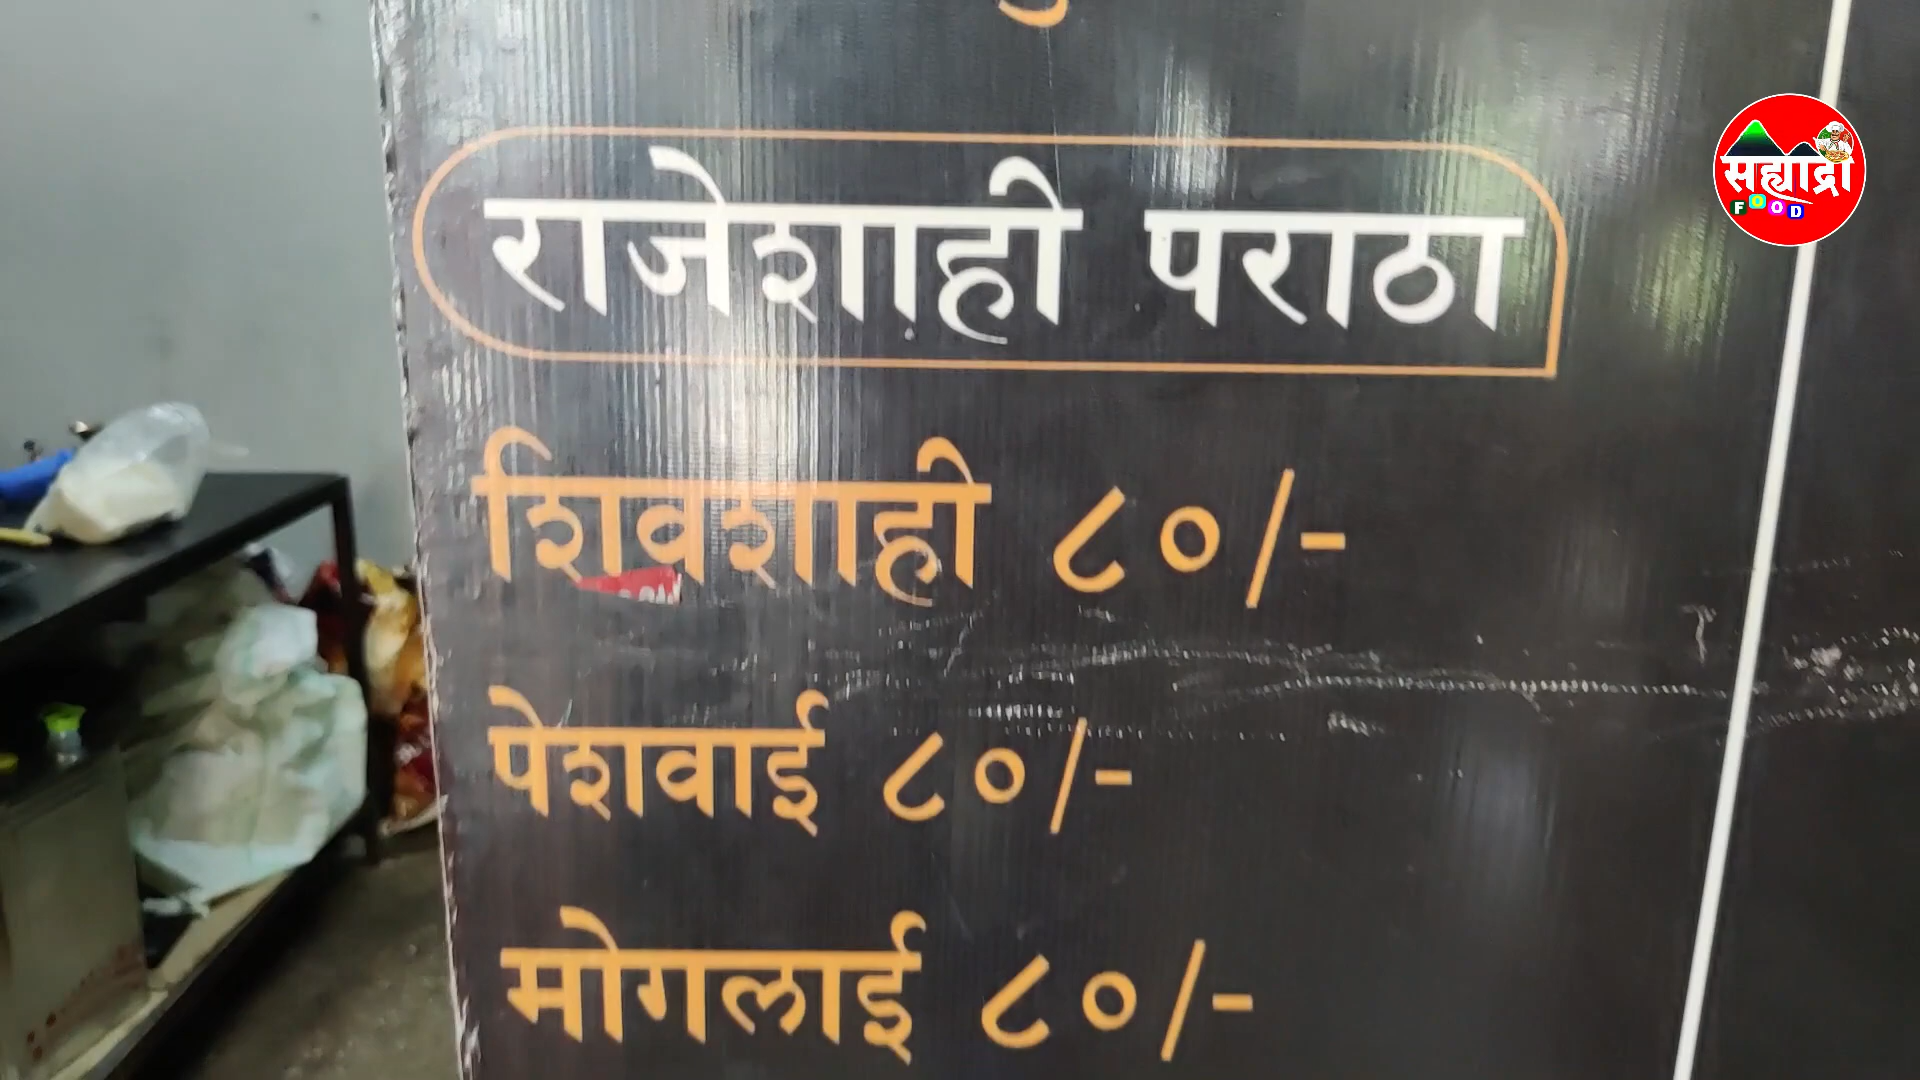 सह्याद्री
FOOD
राजेशाही पराठा
शिवशाही ८०/-
पेशवाई ८०/-
मोगलाई ८०/-